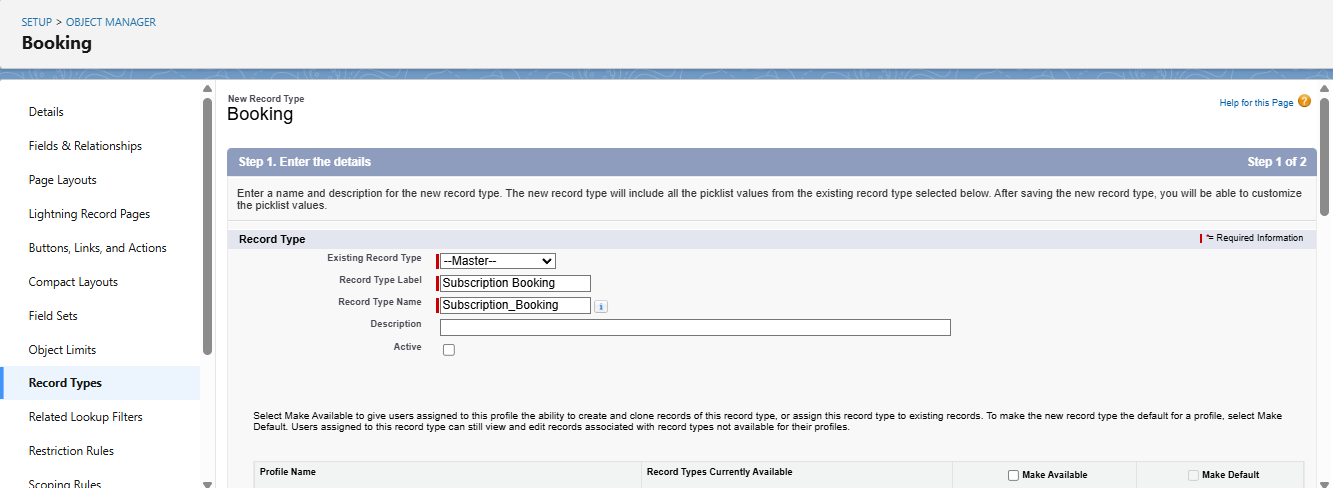 SETUP > OBJECT MANAGER
Booking
Details
Fields & Relationships
Page Layouts
Lightning Record Pages
Buttons, Links, and Actions
Compact Layouts
Field Sets
Object Limits
Record Types
Related Lookup Filters
Restriction Rules
Scoping Rules
New Record Type
Booking
Help for this Page ?
Step 1. Enter the details Step 1 of 2
Enter a name and description for the new record type. The new record type will include all the picklist values from the existing record type selected below. After saving the new record type, you will be able to customize
the picklist values.
Record Type *= Required Information
Existing Record Type --Master--
Record Type Label Subscription Booking
Record Type Name Subscription_Booking i
Description
Active
Select Make Available to give users assigned to this profile the ability to create and clone records of this record type, or assign this record type to existing records. To make the new record type the default for a profile, select Make
Default. Users assigned to this record type can still view and edit records associated with record types not available for their profiles.
Profile Name Record Types Currently Available Make Available Make Default